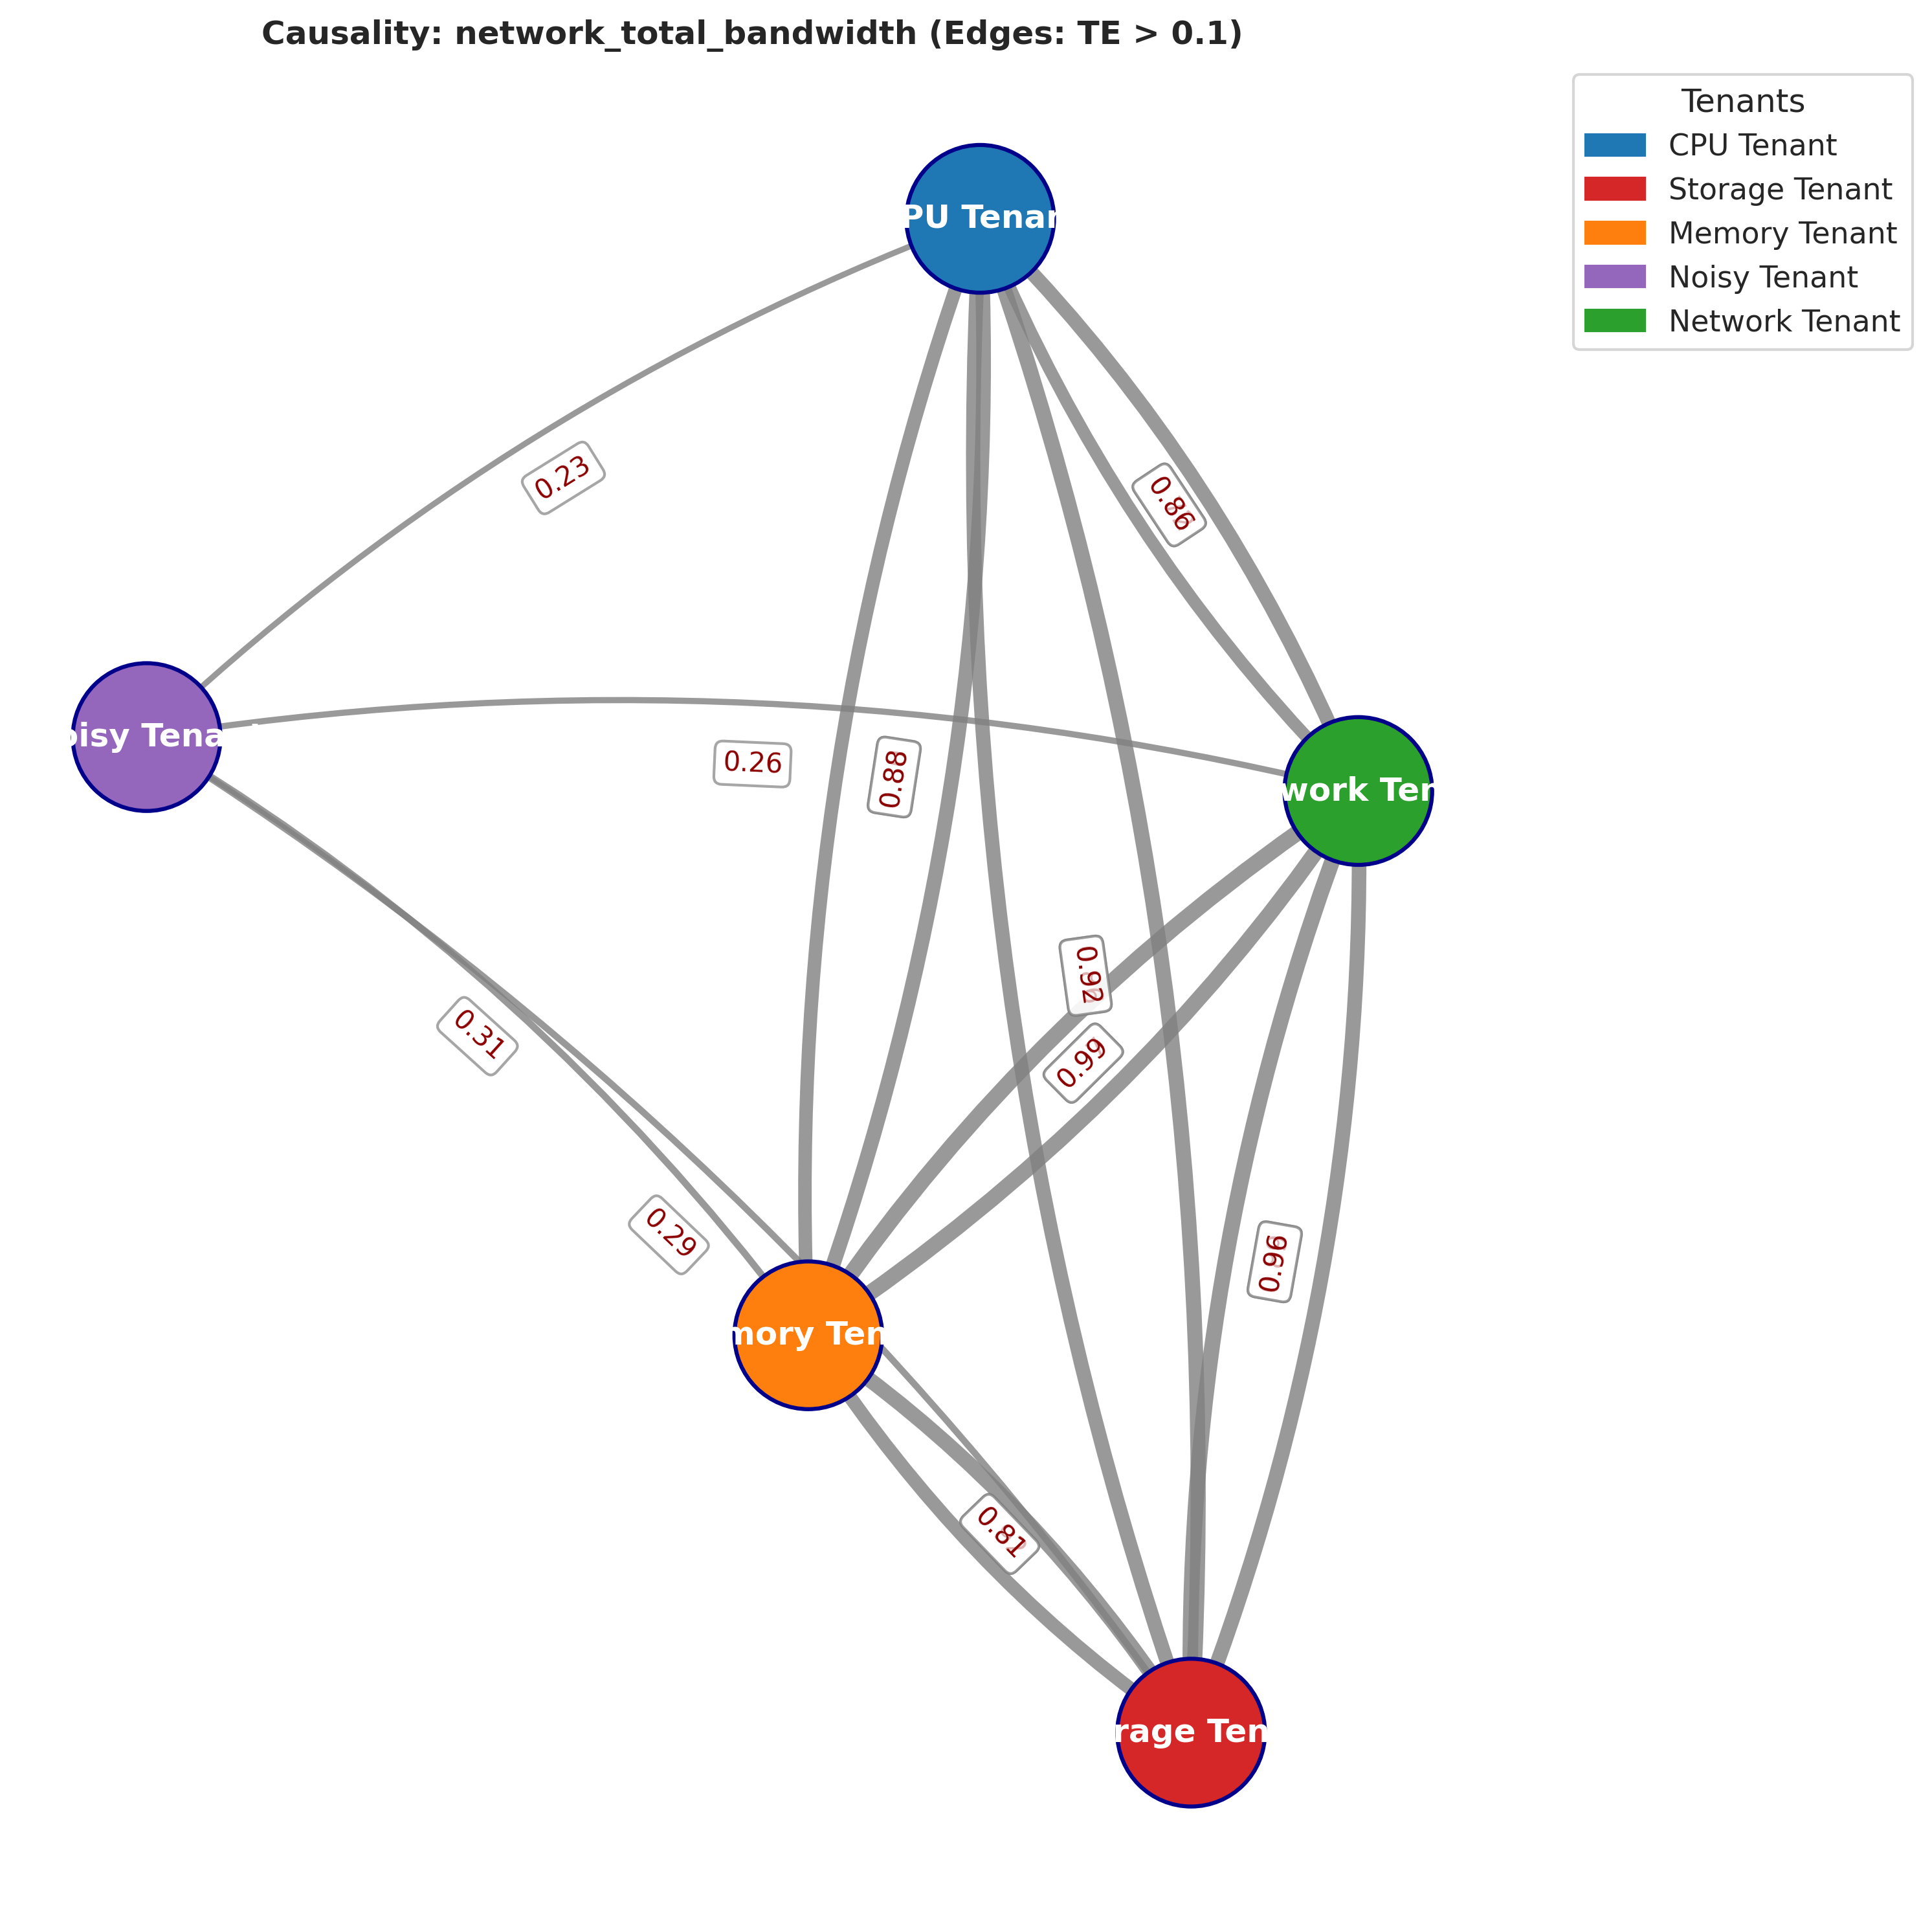 Causality: network_total_bandwidth (Edges: TE > 0.1)
Tenants
CPU Tenant
Storage Tenant
Memory Tenant
Noisy Tenant
Network Tenant
PU Tenan
0.23
0.86
oisy Tena
0.26
0.88
work Ten
0.92
0.31
0.99
0.29
0.96
mory Ten
0.81
rage Ten